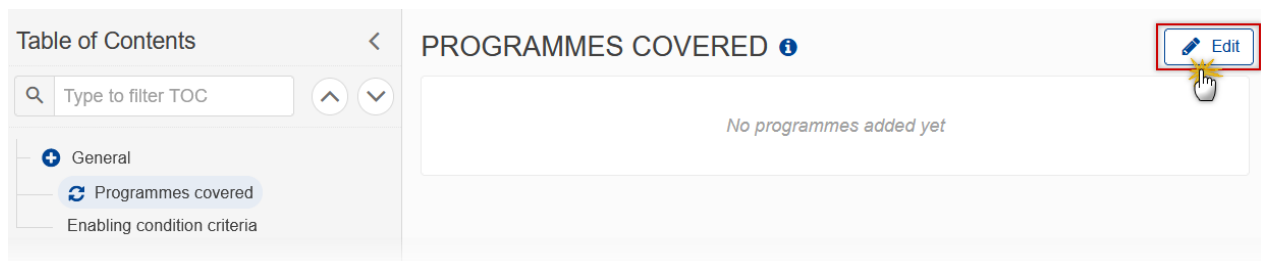 Table of Contents
Type to filter TOC
General
Programmes covered
Enabling condition criteria
PROGRAMMES COVERED
Edit
No programmes added yet